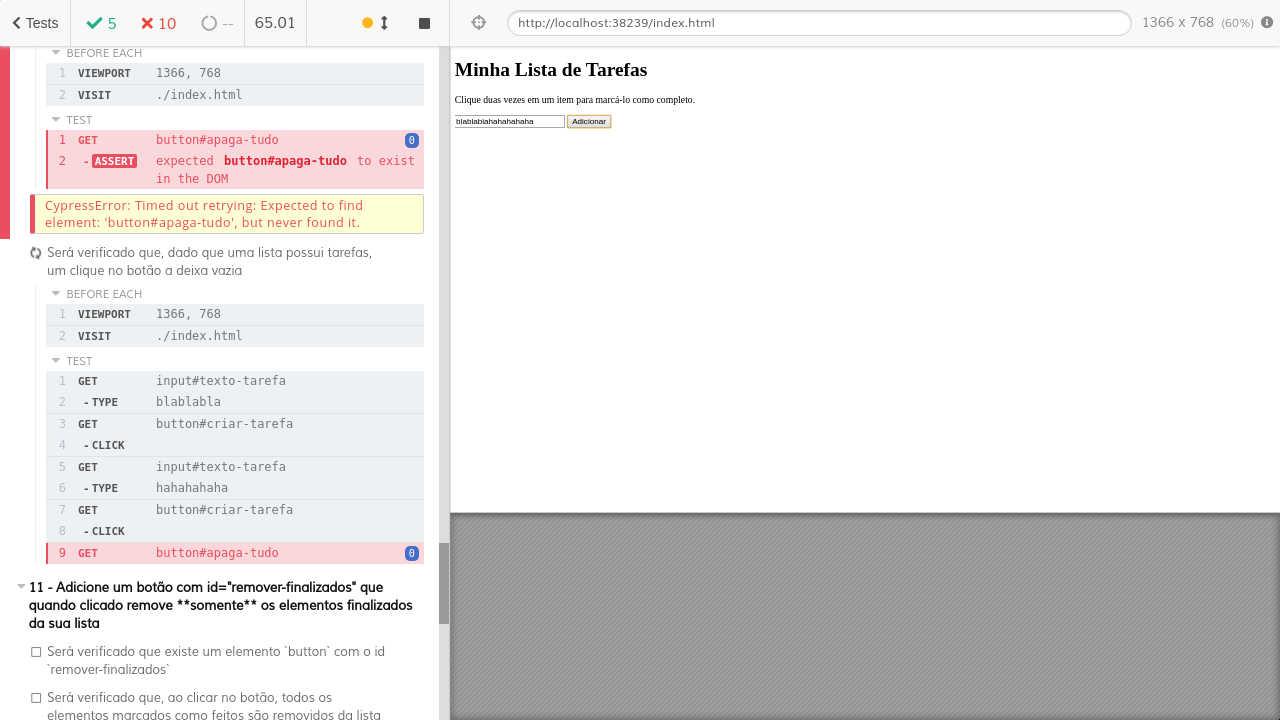 Tests
5
10
--
65.01
http://localhost:38239/index.html
1366 x 768 (60%)
BEFORE EACH
1 VIEWPORT 1366, 768
2 VISIT ./index.html
TEST
1 GET button#apaga-tudo 0
2 -ASSERT expected button#apaga-tudo to exist
in the DOM
CypressError: Timed out retrying: Expected to find
element: 'button#apaga-tudo', but never found it.
Será verificado que, dado que uma lista possui tarefas,
um clique no botão a deixa vazia
BEFORE EACH
1 VIEWPORT 1366, 768
2 VISIT ./index.html
TEST
1 GET input#texto-tarefa
2 -TYPE blablabla
3 GET button#criar-tarefa
4 -CLICK
5 GET input#texto-tarefa
6 -TYPE hahahahaha
7 GET button#criar-tarefa
8 -CLICK
9 GET button#apaga-tudo 0
11 - Adicione um botão com id="remover-finalizados" que
quando clicado remove **somente** os elementos finalizados
da sua lista
Será verificado que existe um elemento `button` com o id
`remover-finalizados`
Será verificado que, ao clicar no botão, todos os
elementos marcados como feitos são removidos da lista
Minha Lista de Tarefas
Clique duas vezes em um item para marcá-lo como completo.
blablablahahahahaha Adicionar